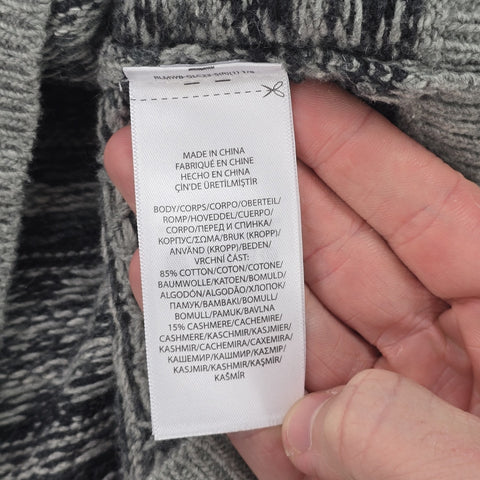 MADE IN CHINA
FABRIQUÉ EN CHINE
HECHO EN CHINA
ÇİN'DE ÜRETİLMİŞTİR
BODY/CORPS/CORPO/OBERTEIL/
ROMP/HOVEDDEL/CUERPO/
CORPO/ПЕРЕД И СПИНКА/
КОРПУС/ΣΩΜΑ/BRUK (KROPP)/
AVÄND (KROPP)/BEDEN/
VRCHNÍ ČÁST:
85% COTTON/COTON/COTONE/
BAUMWOLLE/KATOEN/BOMULD/
ALGODÓN/ALGODÃO/ХЛОПОК/
ПАМУК/ΒΑΜΒΑΚΙ/BOMULL/
BOMULL/PAMUK/BAVLNA
15% CASHMERE/CACHEMIRE/
CASHMERE/KASCHMIR/KASJMIER/
KASHMIR/CACHEMIRA/CAXEMIRA/
КАШЕМИР/КАШМИР/ΚΑΣΜΙΡ/
KASJMIR/KASHMIR/KAŞMİR/
KAŠMÍR